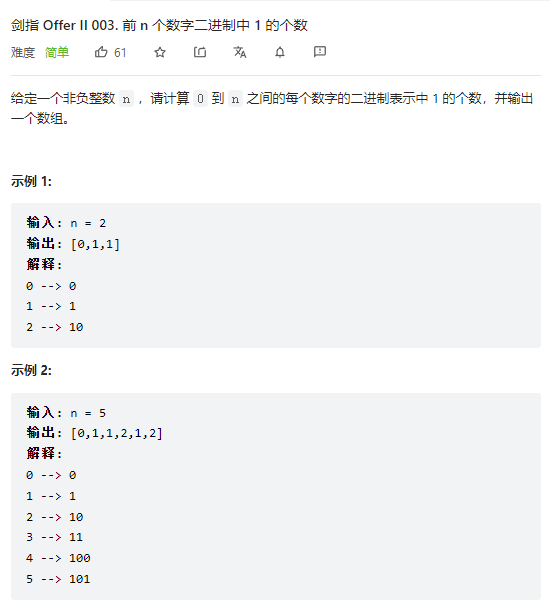 剑指 Offer II 003. 前 n 个数字二进制中 1 的个数
难度 简单 61
给定一个非负整数 n ，请计算 0 到 n 之间的每个数字的二进制表示中 1 的个数，并输出
一个数组。
示例 1:
输入: n = 2
输出: [0,1,1]
解释:
0 --> 0
1 --> 1
2 --> 10
示例 2:
输入: n = 5
输出: [0,1,1,2,1,2]
解释:
0 --> 0
1 --> 1
2 --> 10
3 --> 11
4 --> 100
5 --> 101